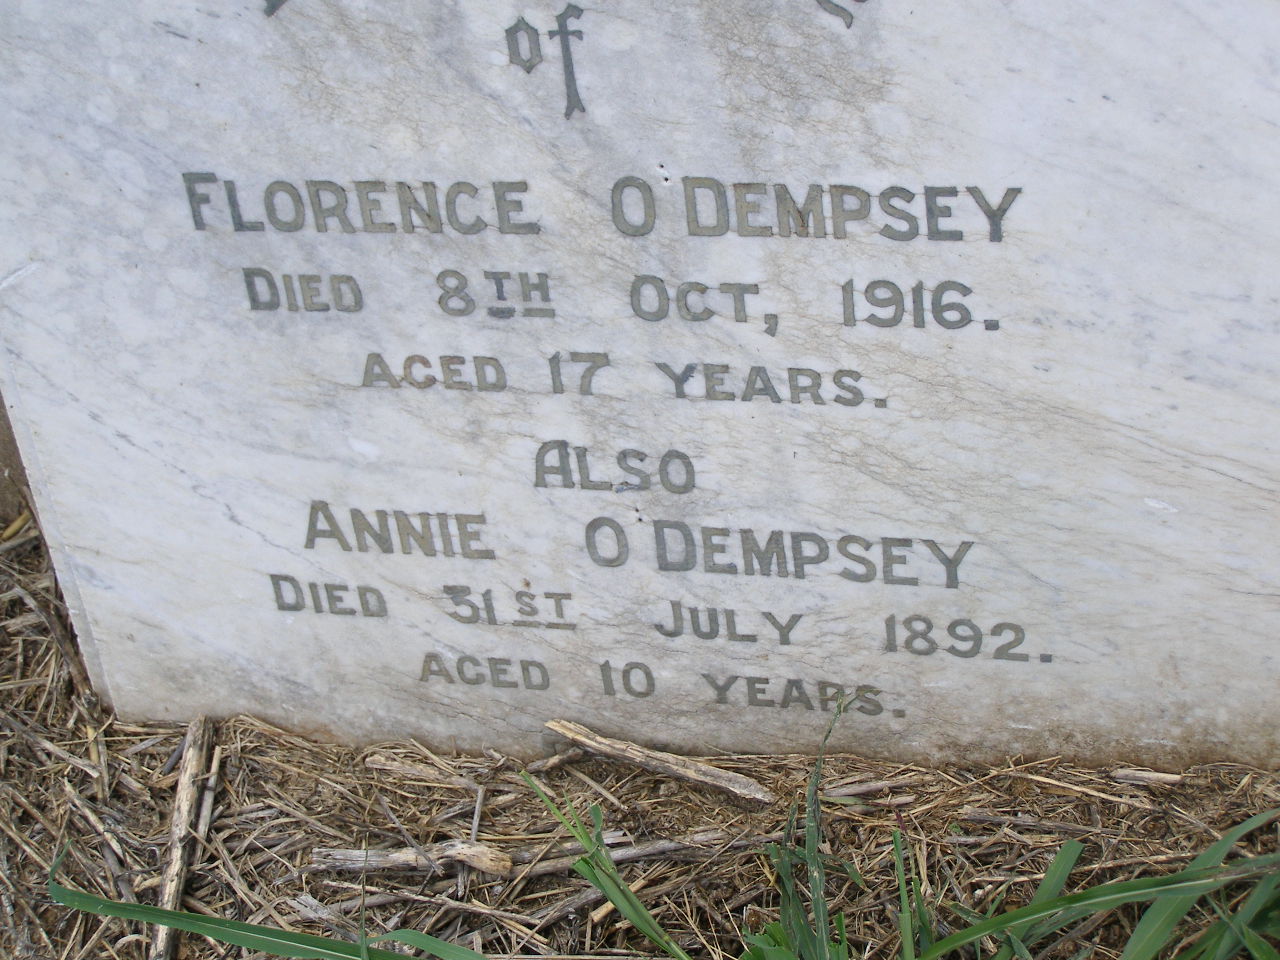 of
FLORENCE O'DEMPSEY
DIED 8TH OCT, 1916.
AGED 17 YEARS.
ALSO
ANNIE O'DEMPSEY
DIED 31ST JULY 1892.
AGED 10 YEARS.